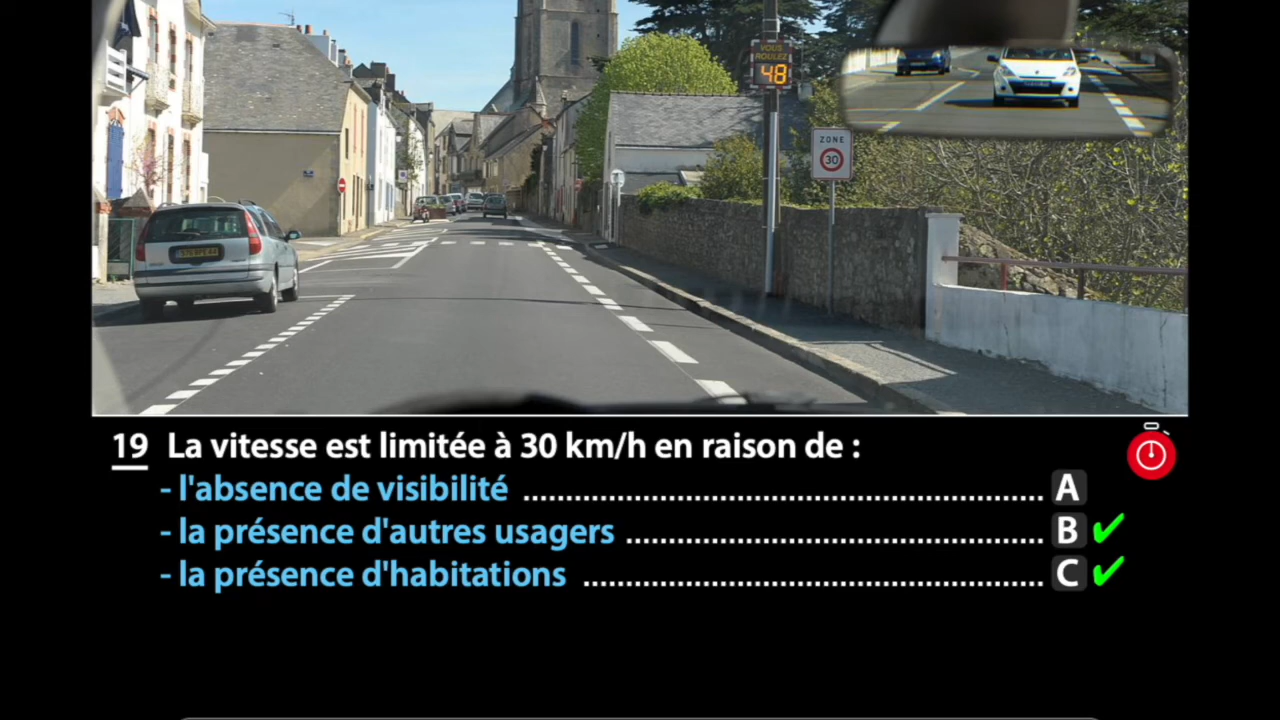 VOUS
ROULEZ
48
ZONE
30
19 La vitesse est limitée à 30 km/h en raison de :
- l'absence de visibilité ........ A
- la présence d'autres usagers ........ B ✔
- la présence d'habitations ........ C ✔